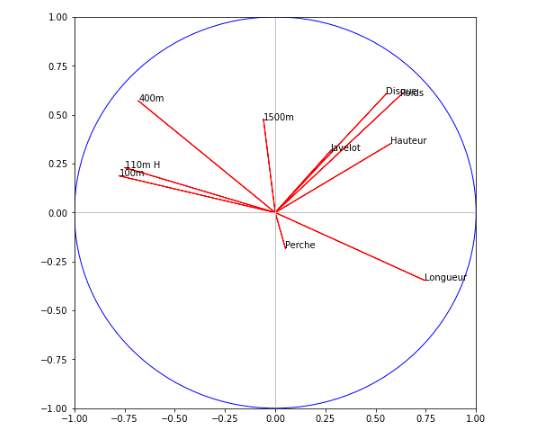 1.00
0.75
Disque
Poids
400m
0.50
1500m
Hauteur
Javelot
0.25
110m H
100m
0.00
Perche
−0.25
Longueur
−0.50
−0.75
−1.00
−1.00 −0.75 −0.50 −0.25 0.00 0.25 0.50 0.75 1.00